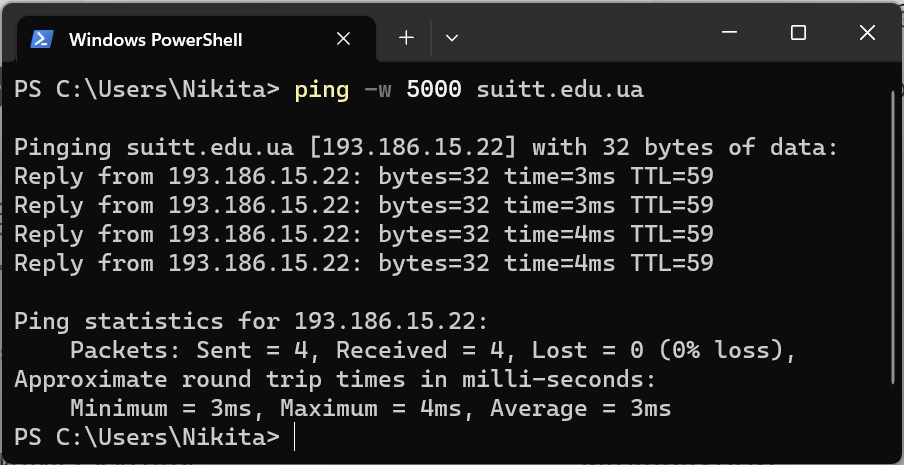 Windows PowerShell
PS C:\Users\Nikita> ping -w 5000 suitt.edu.ua
Pinging suitt.edu.ua [193.186.15.22] with 32 bytes of data:
Reply from 193.186.15.22: bytes=32 time=3ms TTL=59
Reply from 193.186.15.22: bytes=32 time=3ms TTL=59
Reply from 193.186.15.22: bytes=32 time=4ms TTL=59
Reply from 193.186.15.22: bytes=32 time=4ms TTL=59
Ping statistics for 193.186.15.22:
    Packets: Sent = 4, Received = 4, Lost = 0 (0% loss),
Approximate round trip times in milli-seconds:
    Minimum = 3ms, Maximum = 4ms, Average = 3ms
PS C:\Users\Nikita>